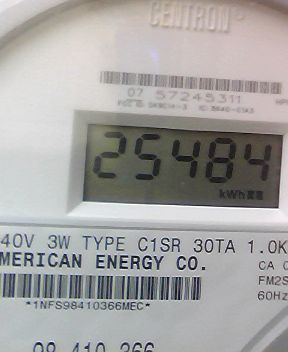 CENTRON
07 57245311
25484
kWh
40V 3W TYPE C1SR 30TA 1.0K
MERICAN ENERGY CO.
CA 0
FM2S
*1NFS98410366MEC*
60Hz
98 410 366